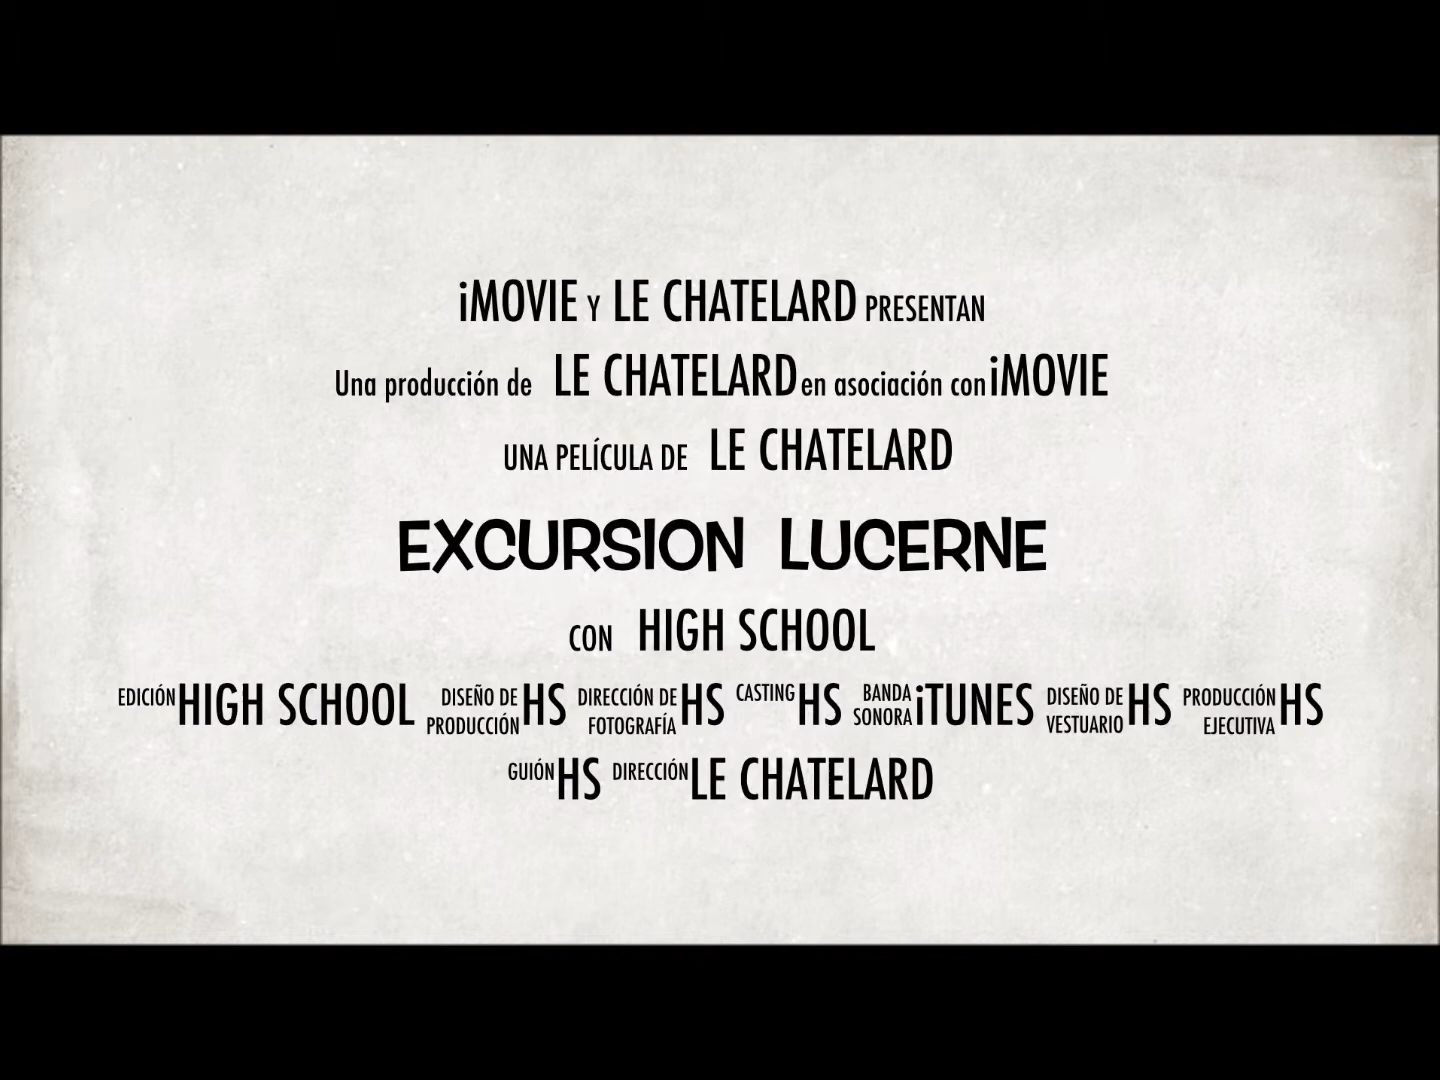 iMOVIE Y LE CHATELARD PRESENTAN
Una producción de LE CHATELARD en asociación con iMOVIE
UNA PELÍCULA DE LE CHATELARD
EXCURSION LUCERNE
CON HIGH SCHOOL
EDICIÓN HIGH SCHOOL DISEÑO DE PRODUCCIÓN HS DIRECCIÓN DE FOTOGRAFÍA HS CASTING HS BANDA SONORA iTUNES DISEÑO DE VESTUARIO HS PRODUCCIÓN EJECUTIVA HS
GUIÓN HS DIRECCIÓN LE CHATELARD